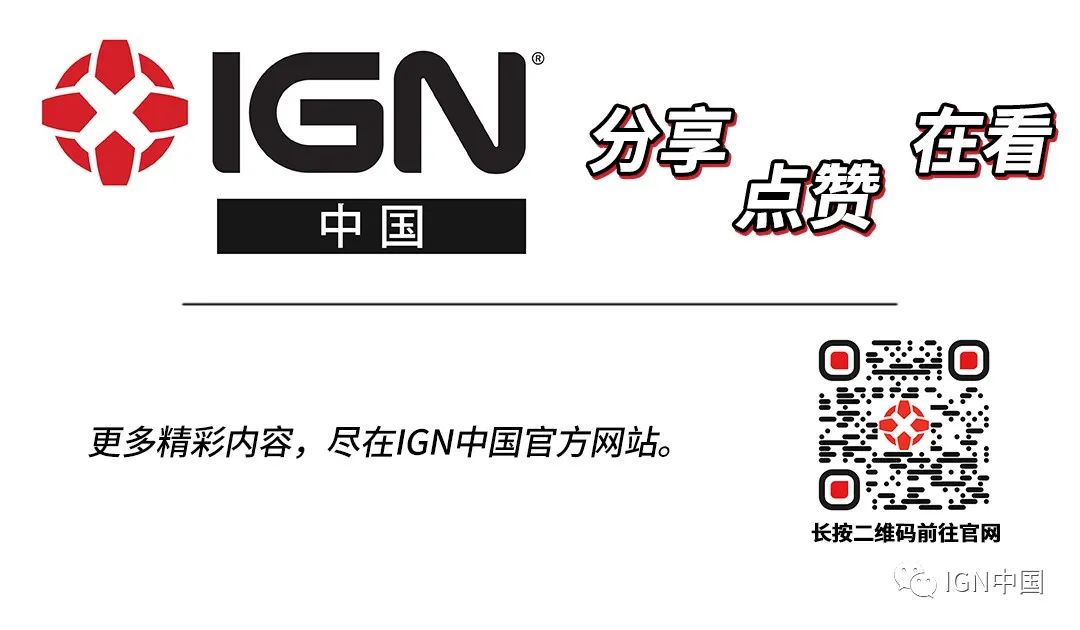 IGN®
中国
分享
点赞
在看
更多精彩内容，尽在IGN中国官方网站。
长按二维码前往官网
IGN中国